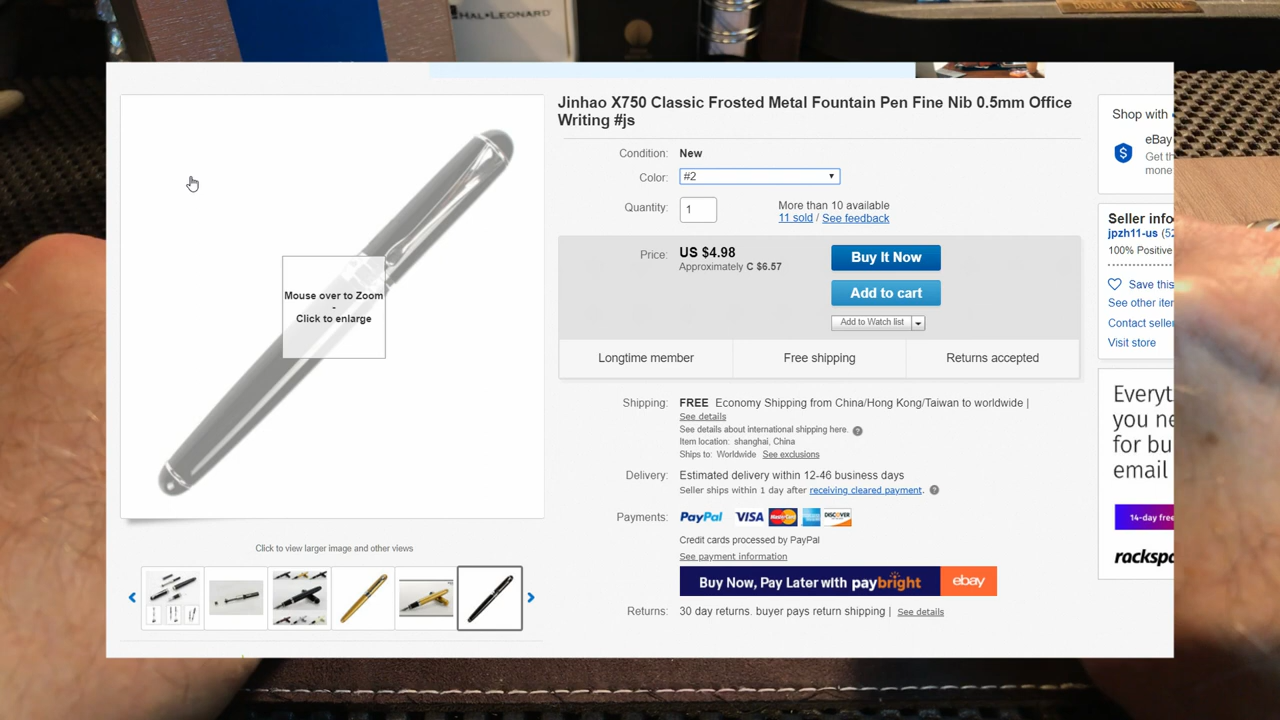 HAL•LEONARD
Jinhao X750 Classic Frosted Metal Fountain Pen Fine Nib 0.5mm Office
Writing #js
Condition: New
Color: #2
Quantity: 1
More than 10 available
11 sold / See feedback
Price: US $4.98
Approximately C $6.57
Buy It Now
Add to cart
Add to Watch list
Longtime member
Free shipping
Returns accepted
Mouse over to Zoom
-
Click to enlarge
Shipping: FREE Economy Shipping from China/Hong Kong/Taiwan to worldwide |
See details
See details about international shipping here. ?
Item location: shanghai, China
Ships to: Worldwide See exclusions
Delivery: Estimated delivery within 12-46 business days
Seller ships within 1 day after receiving cleared payment. ?
Payments: PayPal VISA MasterCard DISCOVER
Credit cards processed by PayPal
See payment information
Buy Now, Pay Later with paybright ebay
Returns: 30 day returns. buyer pays return shipping | See details
Click to view larger image and other views
Shop with
$
eBay
Get th
mone
Seller info
jpzh11-us (52
100% Positive
Save this
See other iter
Contact seller
Visit store
Everyt
you ne
for bu
email
14-day free
rackspa